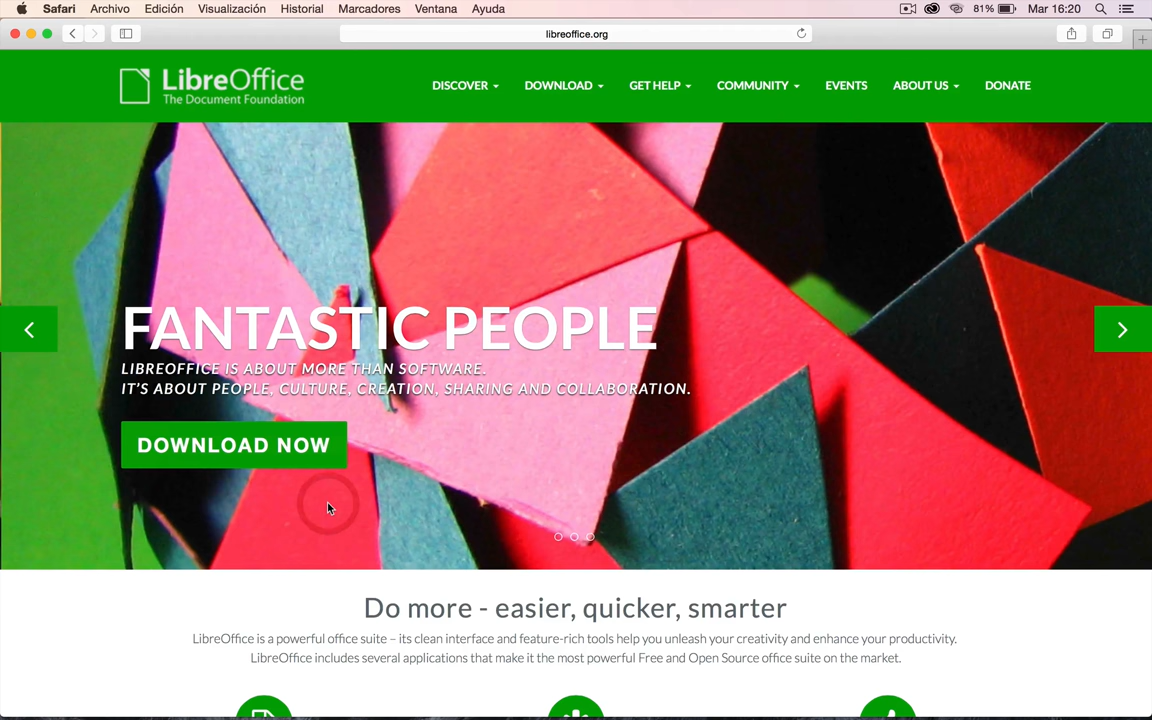 Safari Archivo Edición Visualización Historial Marcadores Ventana Ayuda 81% Mar 16:20
libreoffice.org
LibreOffice
The Document Foundation
DISCOVER DOWNLOAD GET HELP COMMUNITY EVENTS ABOUT US DONATE
FANTASTIC PEOPLE
LIBREOFFICE IS ABOUT MORE THAN SOFTWARE.
IT'S ABOUT PEOPLE, CULTURE, CREATION, SHARING AND COLLABORATION.
DOWNLOAD NOW
Do more - easier, quicker, smarter
LibreOffice is a powerful office suite – its clean interface and feature-rich tools help you unleash your creativity and enhance your productivity.
LibreOffice includes several applications that make it the most powerful Free and Open Source office suite on the market.